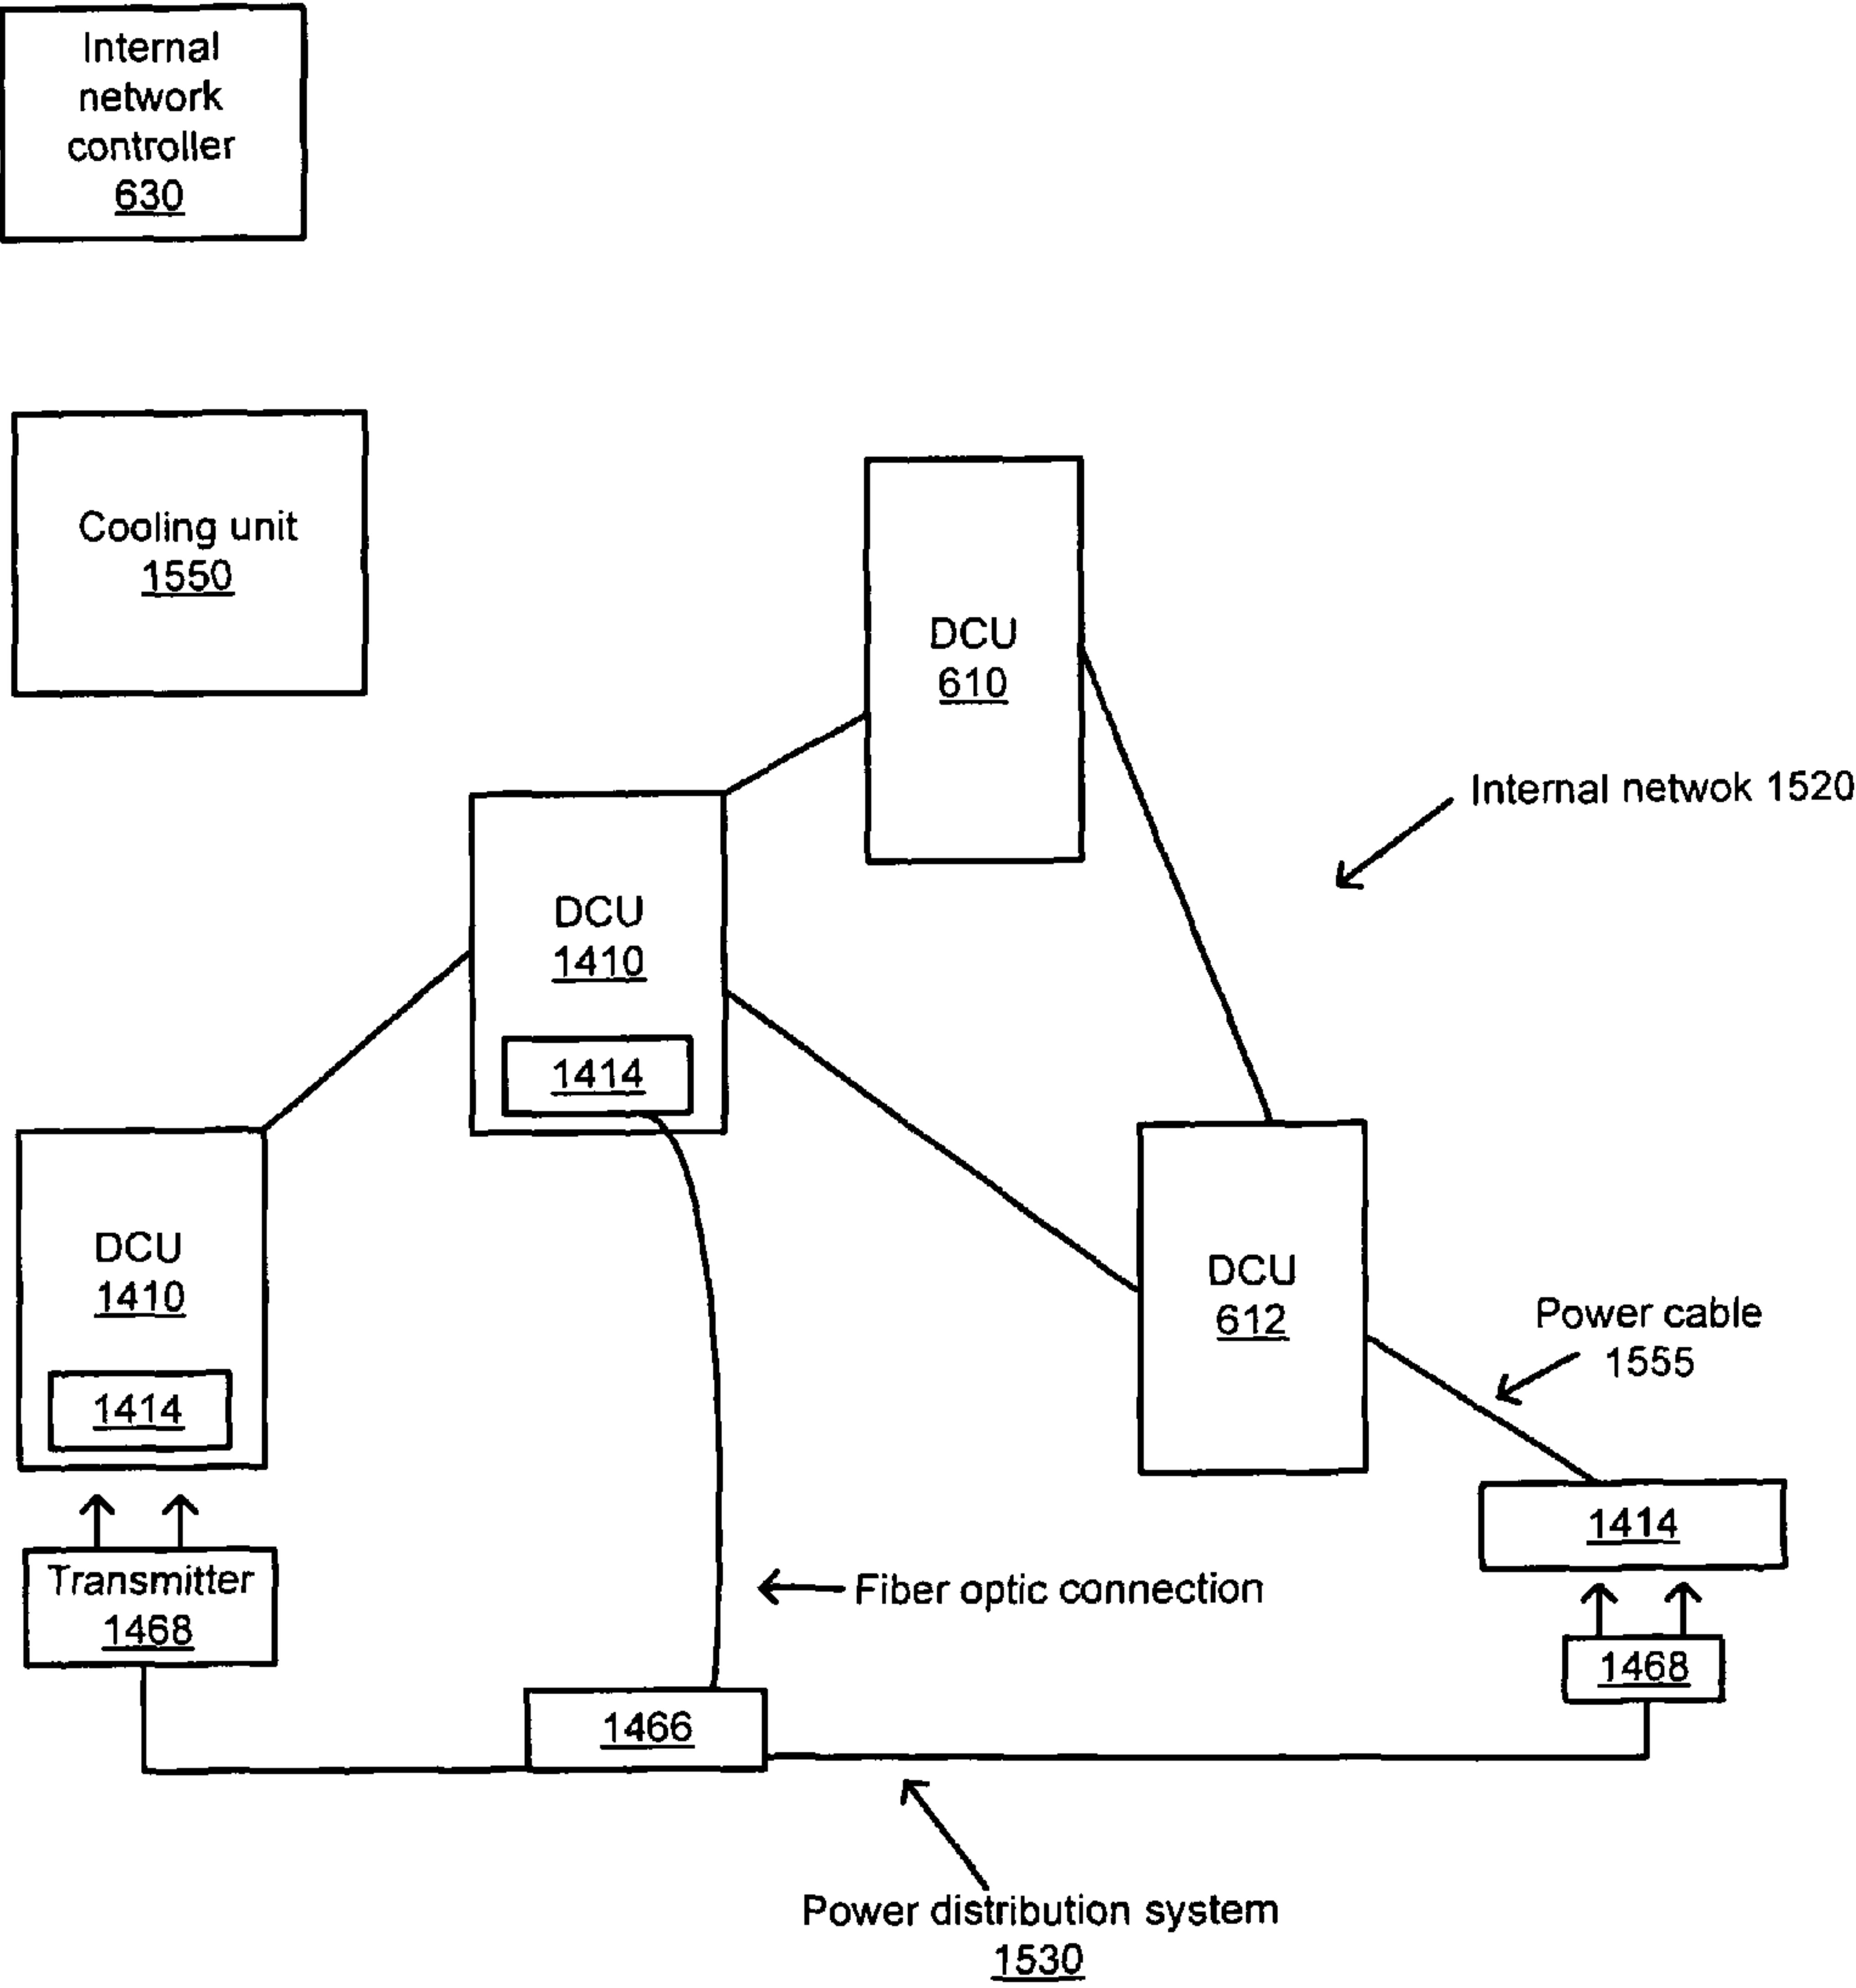 Internal
network
controller
630
Cooling unit
1550
DCU
610
Internal netwok 1520
DCU
1410
1414
DCU
1410
1414
DCU
612
Power cable
1555
1414
Transmitter
1468
Fiber optic connection
1468
1466
Power distribution system
1530